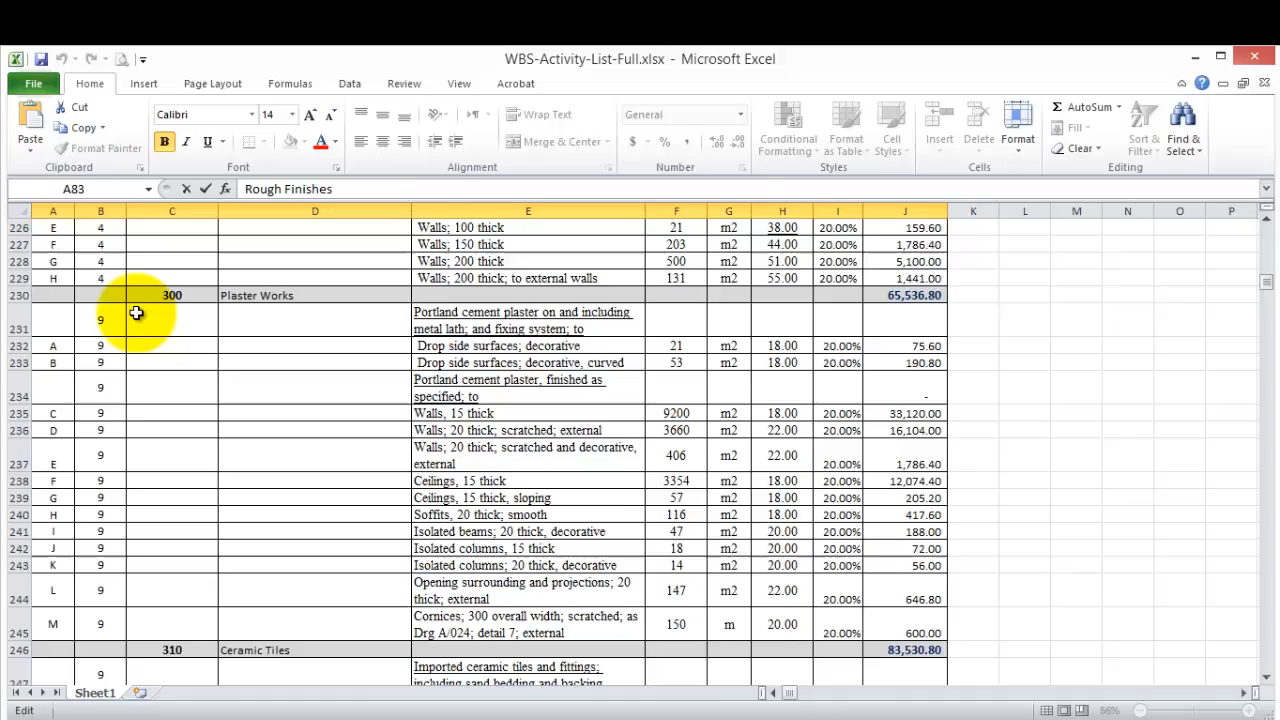 WBS-Activity-List-Full.xlsx - Microsoft Excel
File Home Insert Page Layout Formulas Data Review View Acrobat
Cut Calibri 14 Wrap Text General AutoSum
Paste Copy Conditional Formatting Format as Table Cell Styles Insert Delete Format Fill Sort & Filter Find & Select
Format Painter B I U A Merge & Center $ % , Clear
Clipboard Font Alignment Number Styles Cells Editing
A83 fx Rough Finishes
A B C D E F G H I J K L M N O P
226 E 4 Walls; 100 thick 21 m2 38.00 20.00% 159.60
227 F 4 Walls; 150 thick 203 m2 44.00 20.00% 1,786.40
228 G 4 Walls; 200 thick 500 m2 51.00 20.00% 5,100.00
229 H 4 Walls; 200 thick; to external walls 131 m2 55.00 20.00% 1,441.00
230 300 Plaster Works 65,536.80
231 9 Portland cement plaster on and including
metal lath; and fixing system; to
232 A 9 Drop side surfaces; decorative 21 m2 18.00 20.00% 75.60
233 B 9 Drop side surfaces; decorative, curved 53 m2 18.00 20.00% 190.80
234 9 Portland cement plaster, finished as
specified; to -
235 C 9 Walls, 15 thick 9200 m2 18.00 20.00% 33,120.00
236 D 9 Walls; 20 thick; scratched; external 3660 m2 22.00 20.00% 16,104.00
237 E 9 Walls; 20 thick; scratched and decorative,
external 406 m2 22.00 20.00% 1,786.40
238 F 9 Ceilings, 15 thick 3354 m2 18.00 20.00% 12,074.40
239 G 9 Ceilings, 15 thick, sloping 57 m2 18.00 20.00% 205.20
240 H 9 Soffits, 20 thick; smooth 116 m2 18.00 20.00% 417.60
241 I 9 Isolated beams; 20 thick, decorative 47 m2 20.00 20.00% 188.00
242 J 9 Isolated columns, 15 thick 18 m2 20.00 20.00% 72.00
243 K 9 Isolated columns; 20 thick, decorative 14 m2 20.00 20.00% 56.00
244 L 9 Opening surrounding and projections; 20
thick; external 147 m2 22.00 20.00% 646.80
245 M 9 Cornices; 300 overall width; scratched; as
Drg A/024; detail 7; external 150 m 20.00 20.00% 600.00
246 310 Ceramic Tiles 83,530.80
247 9 Imported ceramic tiles and fittings;
including sand bedding and backing
Sheet1
Edit 86%